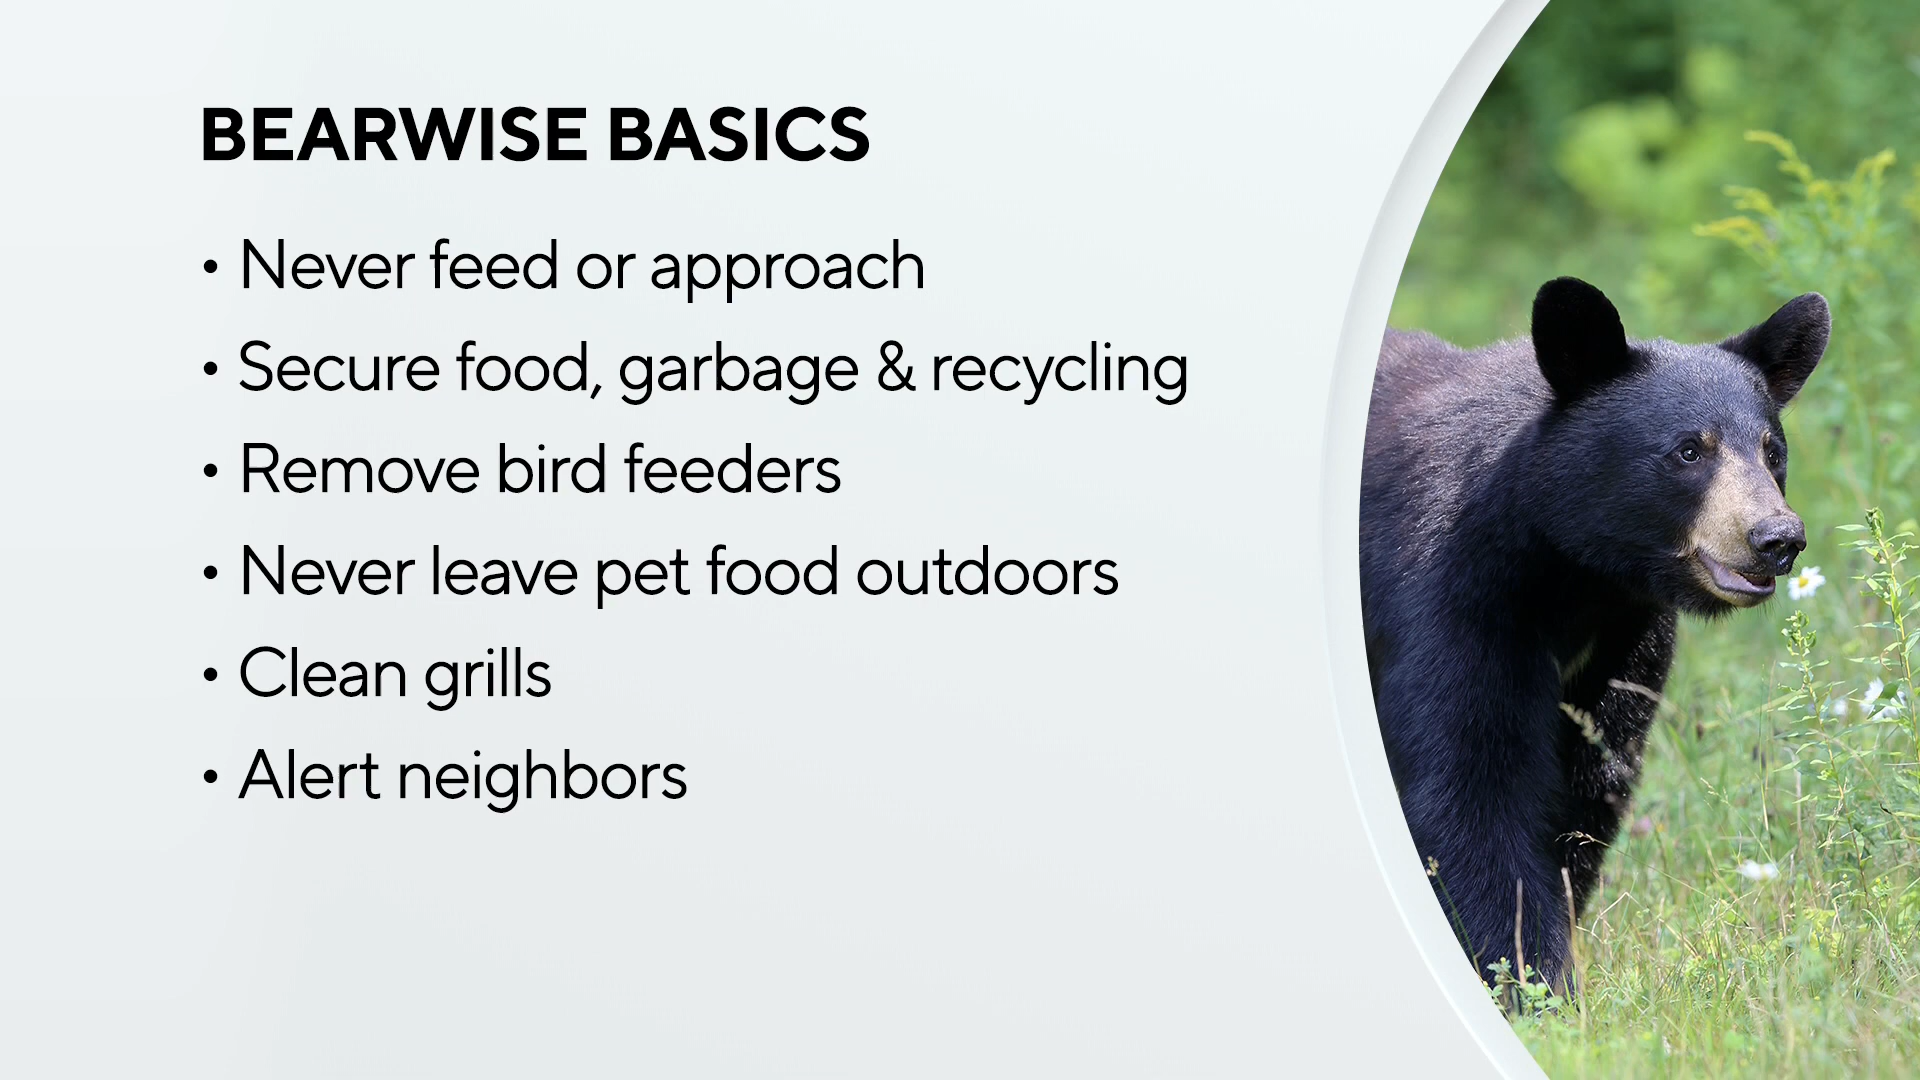 BEARWISE BASICS
• Never feed or approach
• Secure food, garbage & recycling
• Remove bird feeders
• Never leave pet food outdoors
• Clean grills
• Alert neighbors